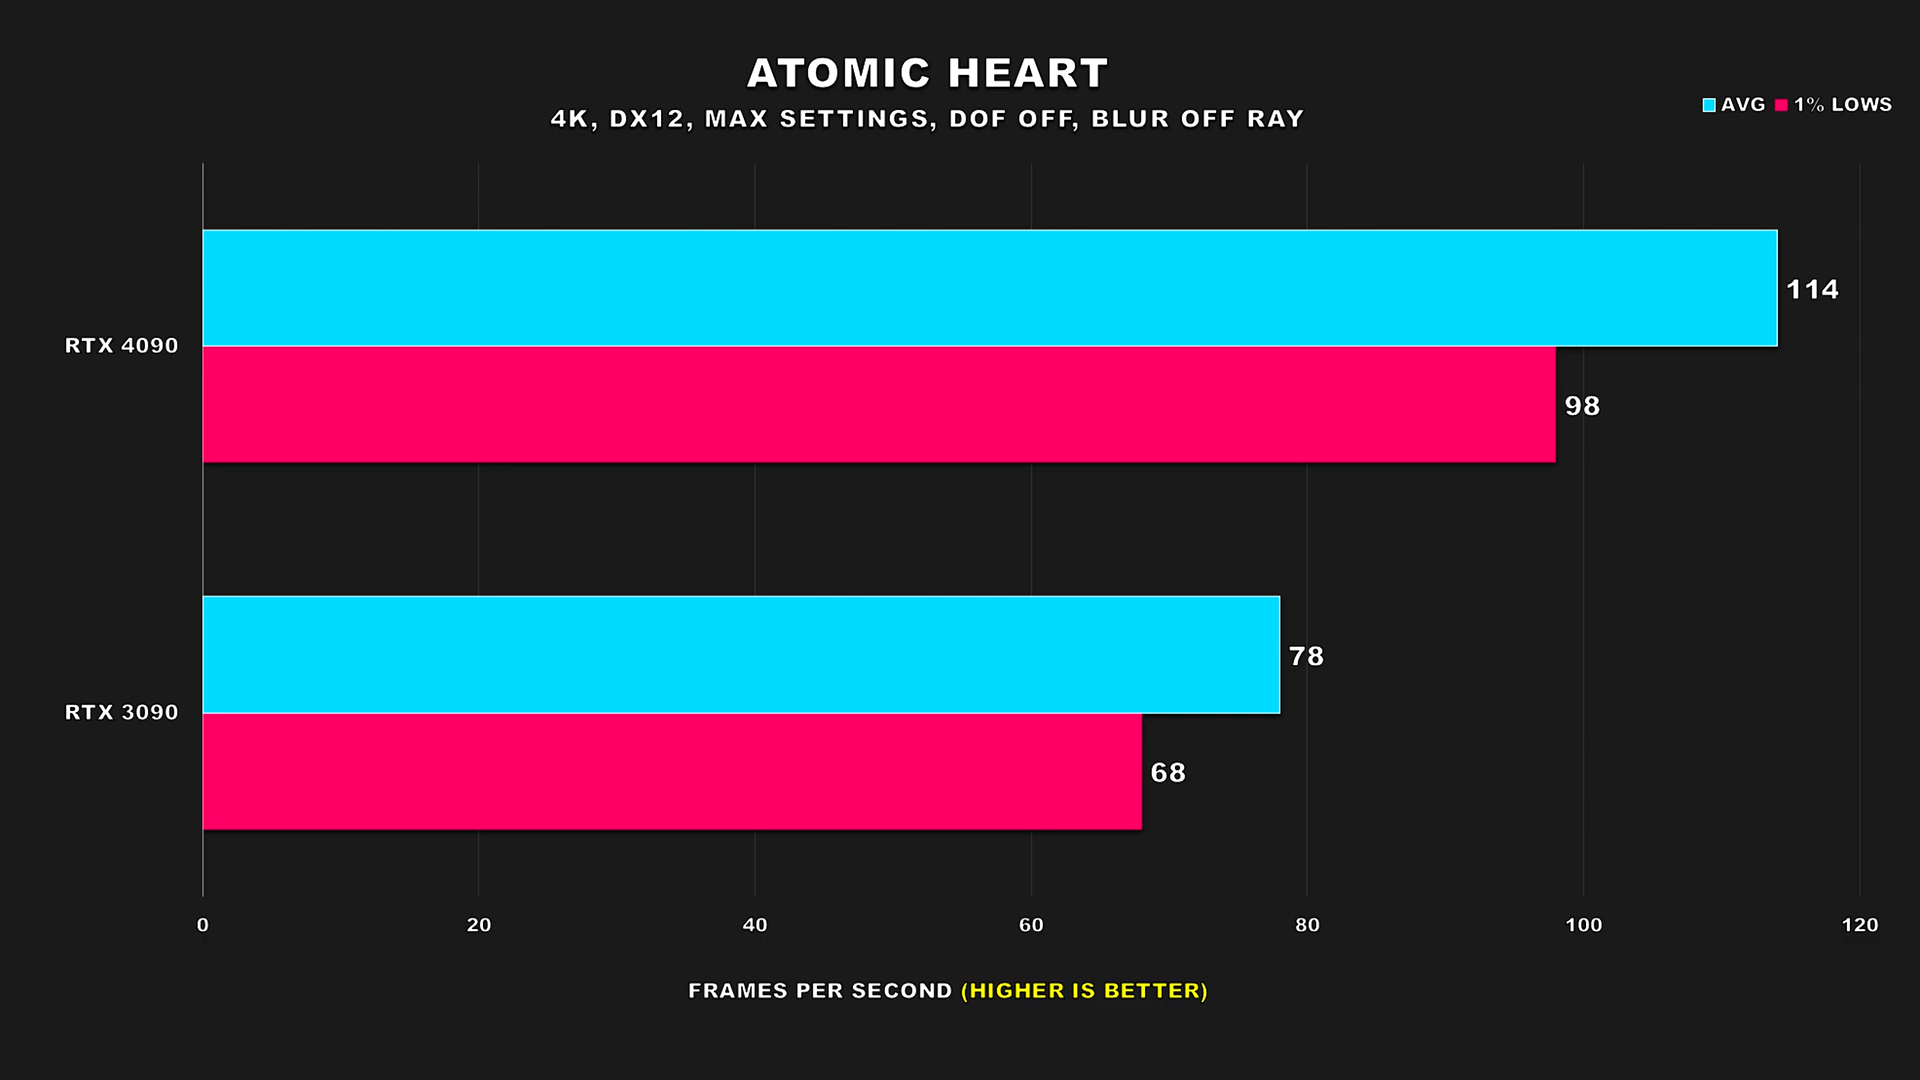 ATOMIC HEART
4K, DX12, MAX SETTINGS, DOF OFF, BLUR OFF RAY
AVG 1% LOWS
114
RTX 4090
98
78
RTX 3090
68
0 20 40 60 80 100 120
FRAMES PER SECOND (HIGHER IS BETTER)